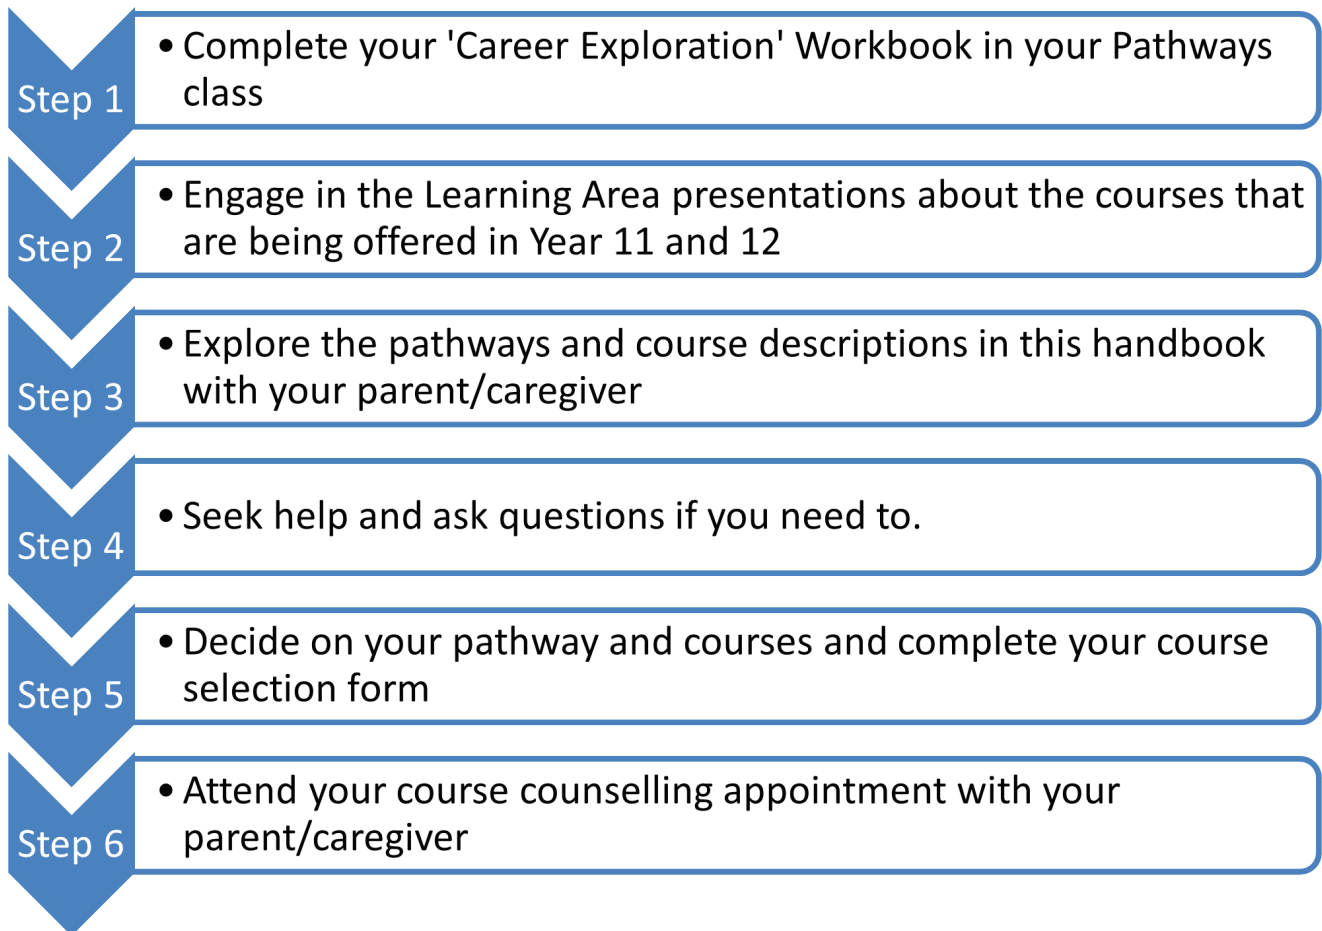 Step 1
• Complete your 'Career Exploration' Workbook in your Pathways
class
Step 2
• Engage in the Learning Area presentations about the courses that
are being offered in Year 11 and 12
Step 3
• Explore the pathways and course descriptions in this handbook
with your parent/caregiver
Step 4
• Seek help and ask questions if you need to.
Step 5
• Decide on your pathway and courses and complete your course
selection form
Step 6
• Attend your course counselling appointment with your
parent/caregiver